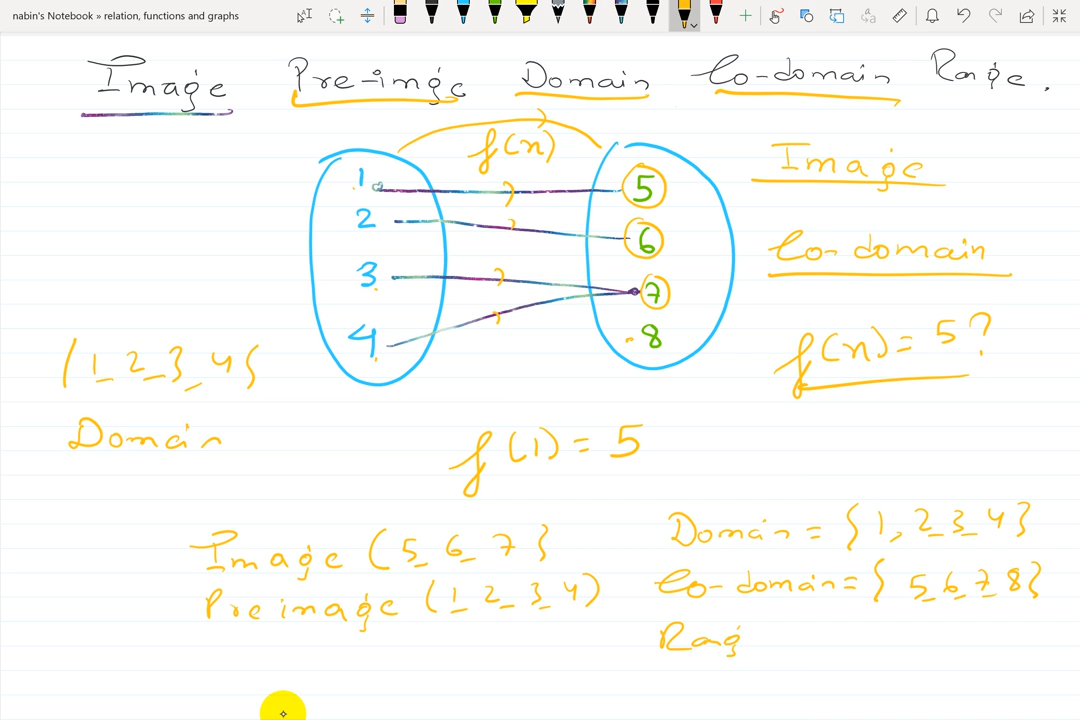 nabin's Notebook » relation, functions and graphs
Image Pre-imge Domain Co-domain Range.
f(x)
1 5
2 6
3 7
4 8
Image
Co-domain
f(x) = 5?
(1 2 3 4}
Domain
f(1) = 5
Image (5 6 7}
Preimage (1 2 3 4)
Domain = {1, 2 3 4}
Co-domain = { 5 6 7 8}
Rang